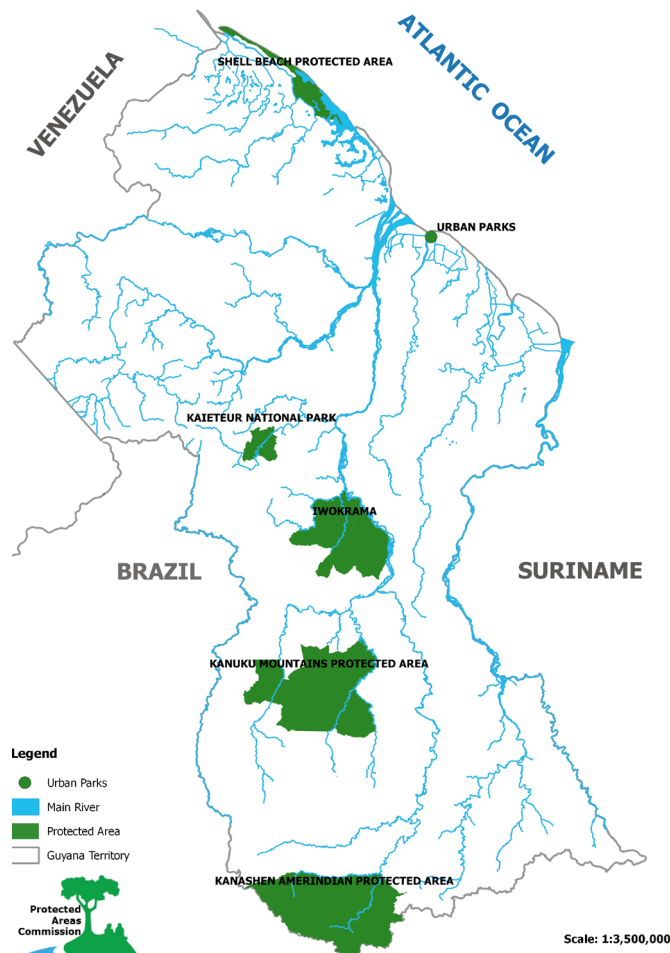 ATLANTIC OCEAN
VENEZUELA
SHELL BEACH PROTECTED AREA
URBAN PARKS
KAIETEUR NATIONAL PARK
IWOKRAMA
BRAZIL
SURINAME
KANUKU MOUNTAINS PROTECTED AREA
Legend
Urban Parks
Main River
Protected Area
Guyana Territory
KANASHEN AMERINDIAN PROTECTED AREA
Protected
Areas
Commission
Scale: 1:3,500,000